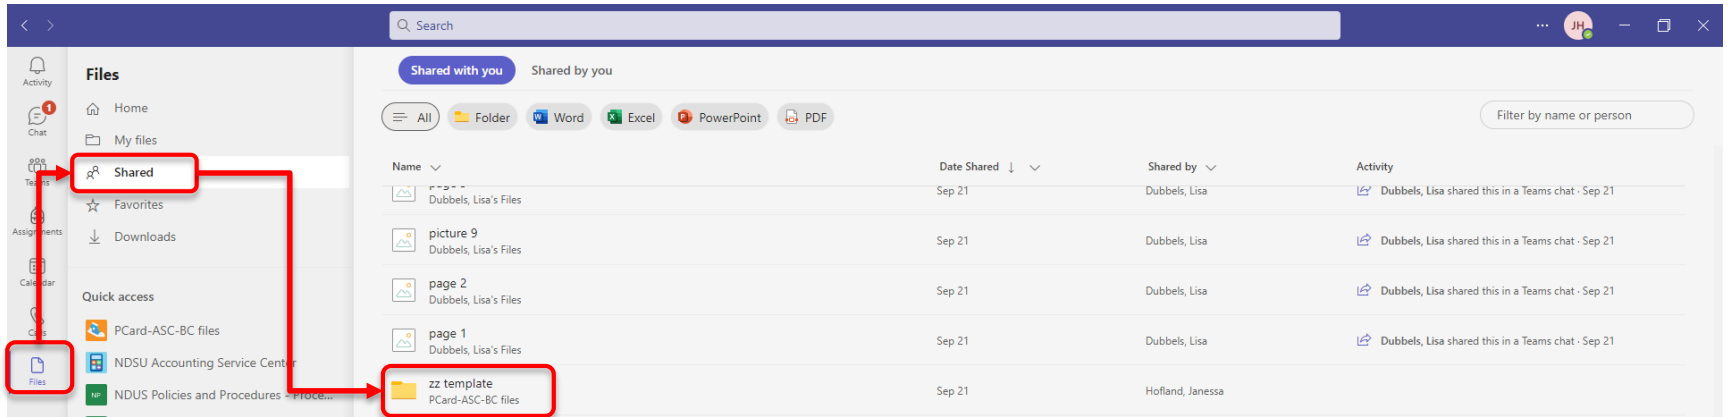 Search
JH
Activity
Chat
1
Teams
Assignments
Calendar
Calls
Files
Files
Home
My files
Shared
Favorites
Downloads
Quick access
PCard-ASC-BC files
NDSU Accounting Service Center
NP NDUS Policies and Procedures - Proce...
Shared with you Shared by you
All Folder Word Excel PowerPoint PDF Filter by name or person
Name Date Shared Shared by Activity
Dubbels, Lisa's Files Sep 21 Dubbels, Lisa Dubbels, Lisa shared this in a Teams chat · Sep 21
picture 9
Dubbels, Lisa's Files Sep 21 Dubbels, Lisa Dubbels, Lisa shared this in a Teams chat · Sep 21
page 2
Dubbels, Lisa's Files Sep 21 Dubbels, Lisa Dubbels, Lisa shared this in a Teams chat · Sep 21
page 1
Dubbels, Lisa's Files Sep 21 Dubbels, Lisa Dubbels, Lisa shared this in a Teams chat · Sep 21
zz template
PCard-ASC-BC files Sep 21 Hofland, Janessa